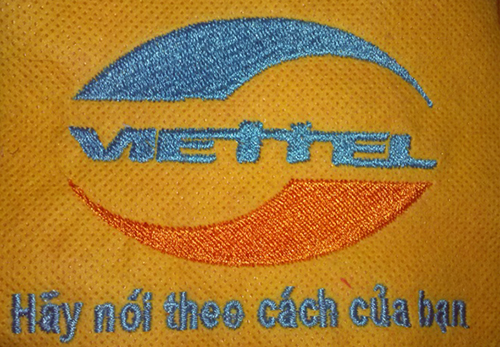 VIETTEL
Hãy nói theo cách của bạn